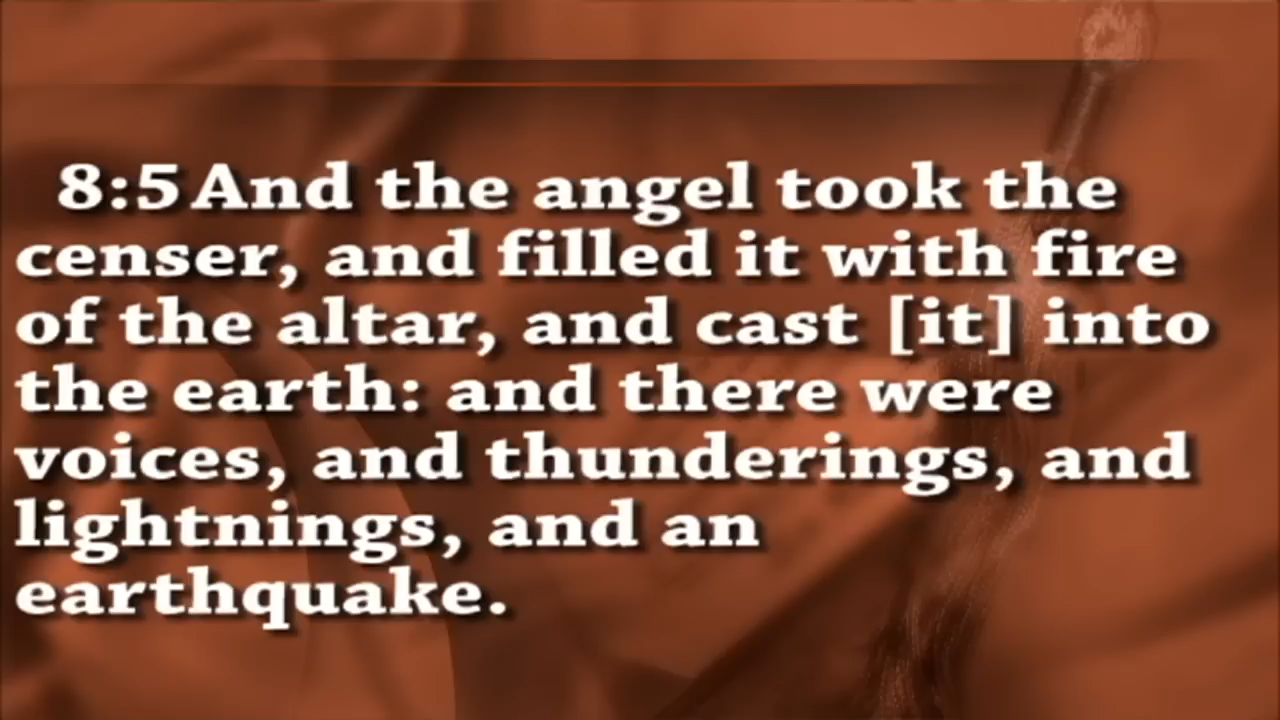 8:5 And the angel took the
censer, and filled it with fire
of the altar, and cast [it] into
the earth: and there were
voices, and thunderings, and
lightnings, and an
earthquake.